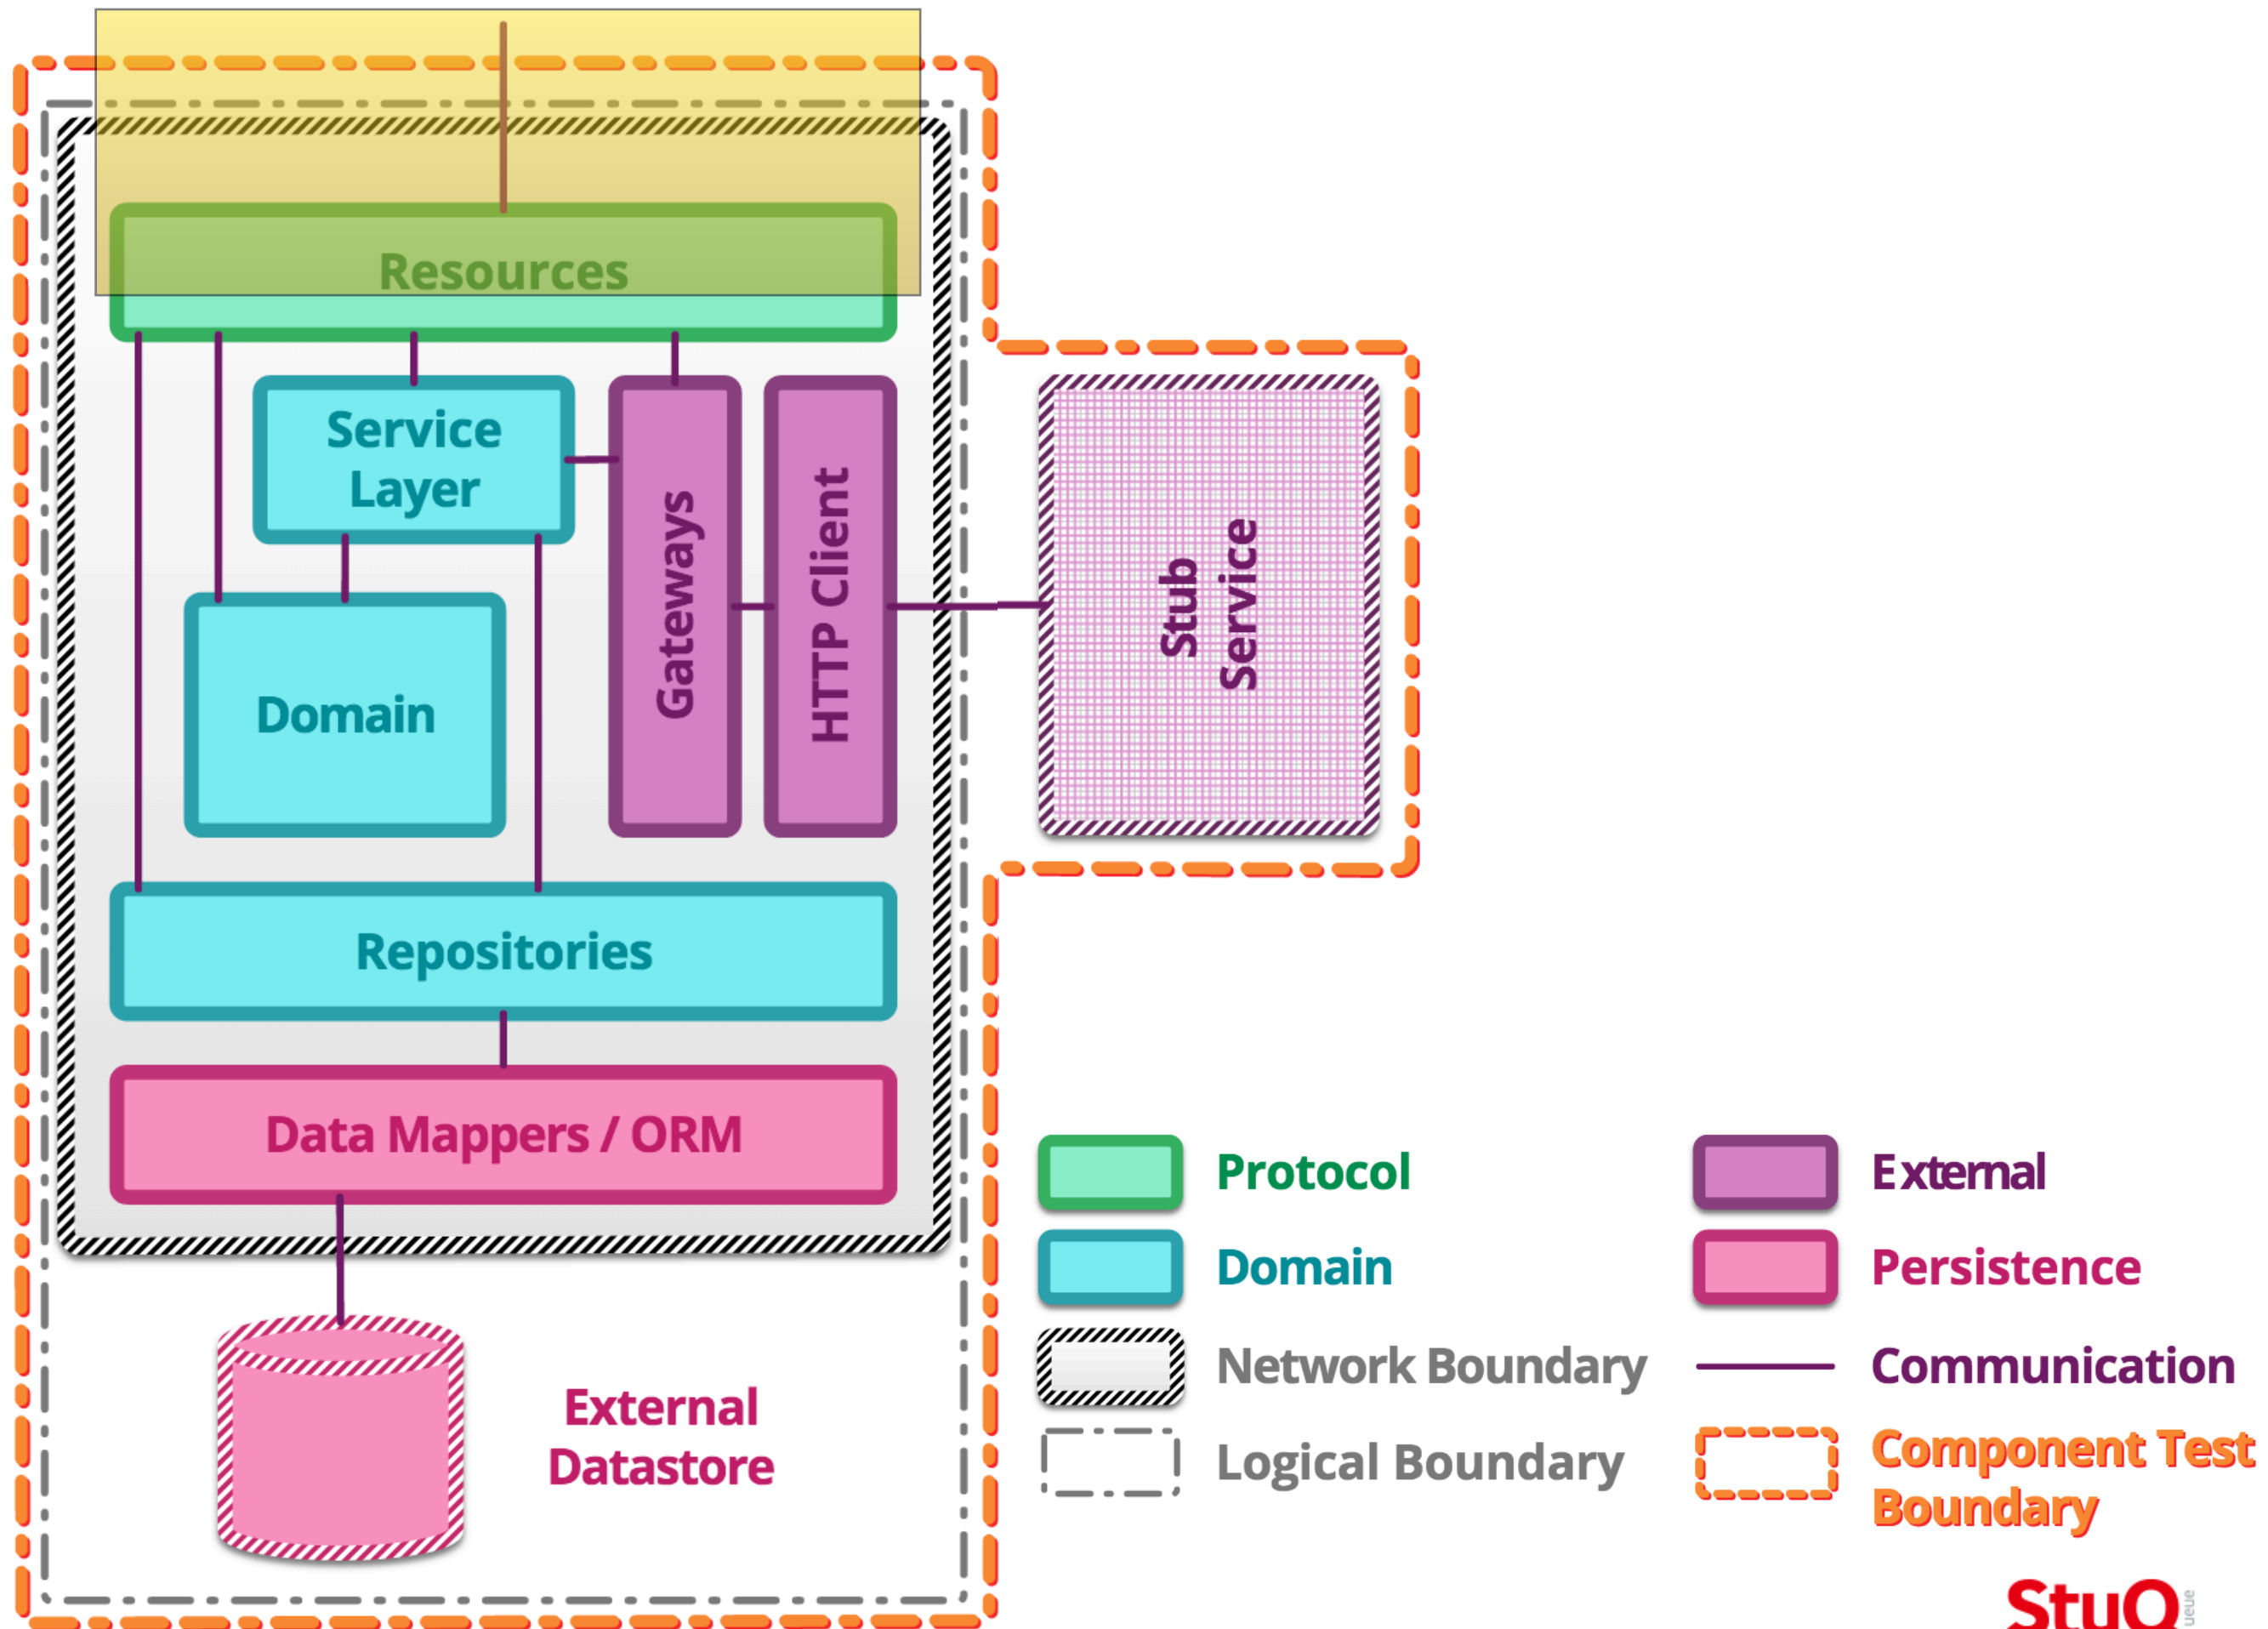 Resources
Service
Layer
Gateways
HTTP Client
Stub
Service
Domain
Repositories
Data Mappers / ORM
External
Datastore
Protocol
External
Domain
Persistence
Network Boundary
Communication
Logical Boundary
Component Test
Boundary
StuQ